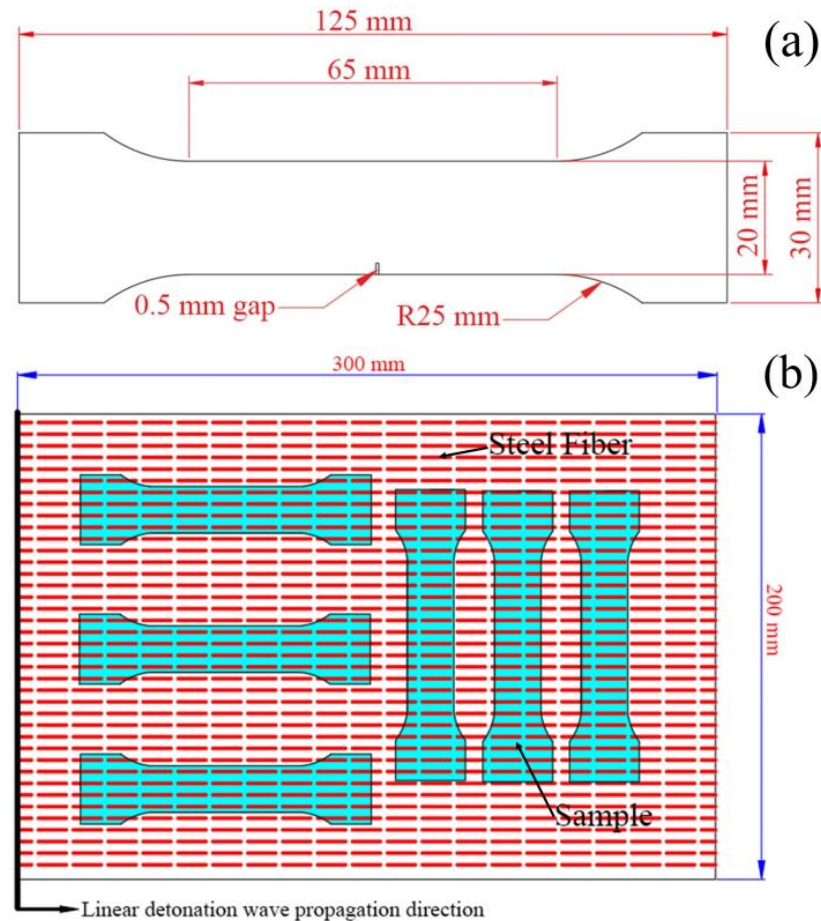 125 mm
(a)
65 mm
20 mm
30 mm
0.5 mm gap
R25 mm
300 mm
(b)
Steel Fiber
200 mm
Sample
Linear detonation wave propagation direction